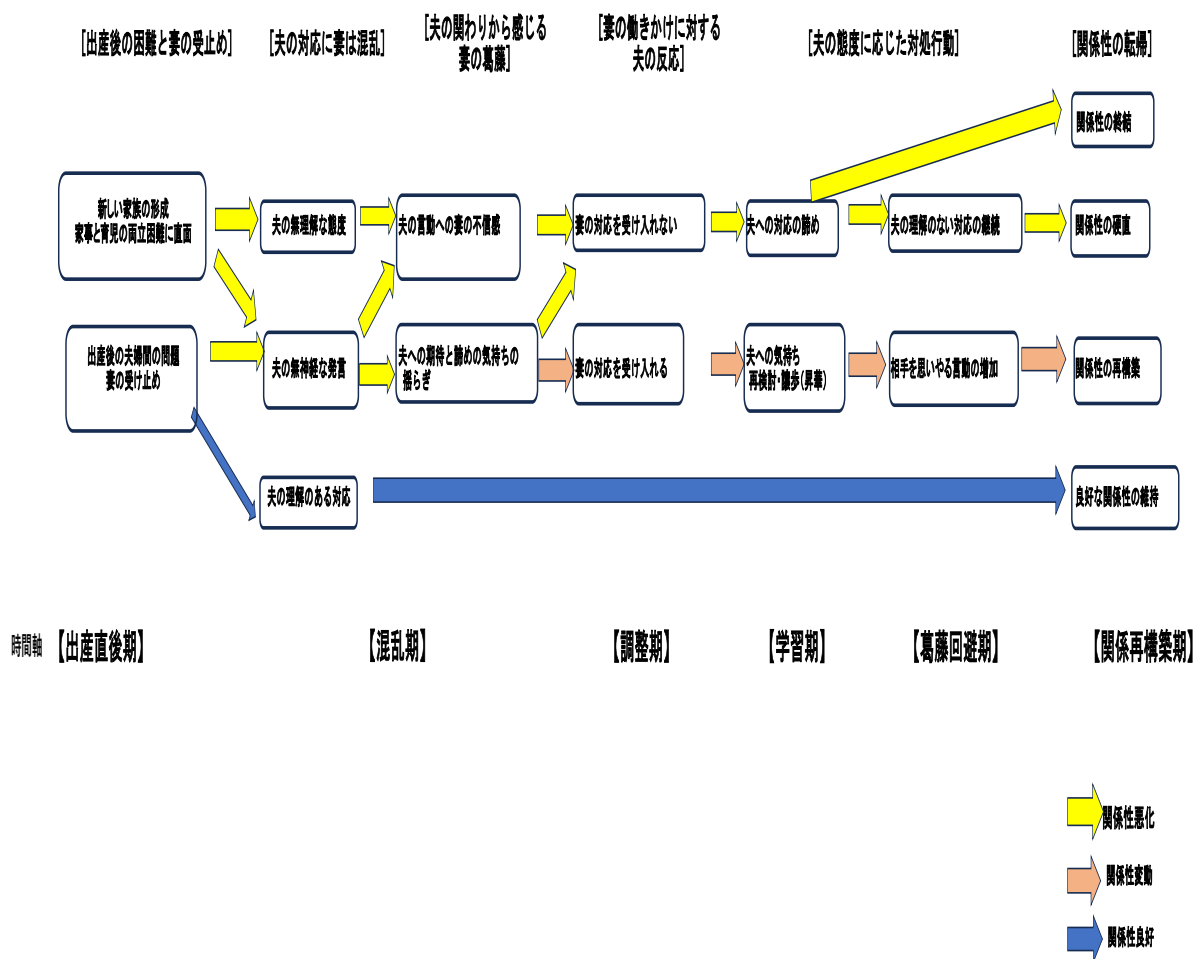 [出産後の困難と妻の受止め]
[夫の対応に妻は混乱]
[夫の関わりから感じる
妻の葛藤]
[妻の働きかけに対する
夫の反応]
[夫の態度に応じた対処行動]
[関係性の転帰]
関係性の終結
新しい家族の形成
家事と育児の両立困難に直面
夫の無理解な態度
夫の言動への妻の不信感
妻の対応を受け入れない
夫への対応の諦め
夫の理解のない対応の継続
関係性の硬直
出産後の夫婦間の問題
妻の受け止め
夫の無神経な発言
夫への期待と諦めの気持ちの
揺らぎ
妻の対応を受け入れる
夫への気持ち
再検討・譲歩(昇華)
相手を思いやる言動の増加
関係性の再構築
夫の理解のある対応
良好な関係性の維持
時間軸
【出産直後期】
【混乱期】
【調整期】
【学習期】
【葛藤回避期】
【関係再構築期】
関係性悪化
関係性変動
関係性良好